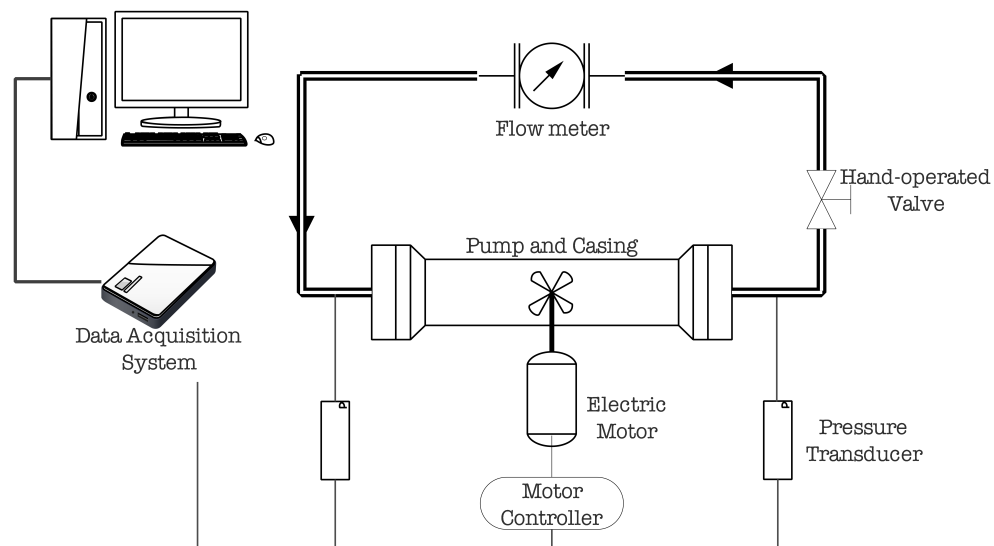 Flow meter
Hand-operated
Valve
Pump and Casing
Data Acquisition
System
P
P
Electric
Motor
Pressure
Transducer
Motor
Controller